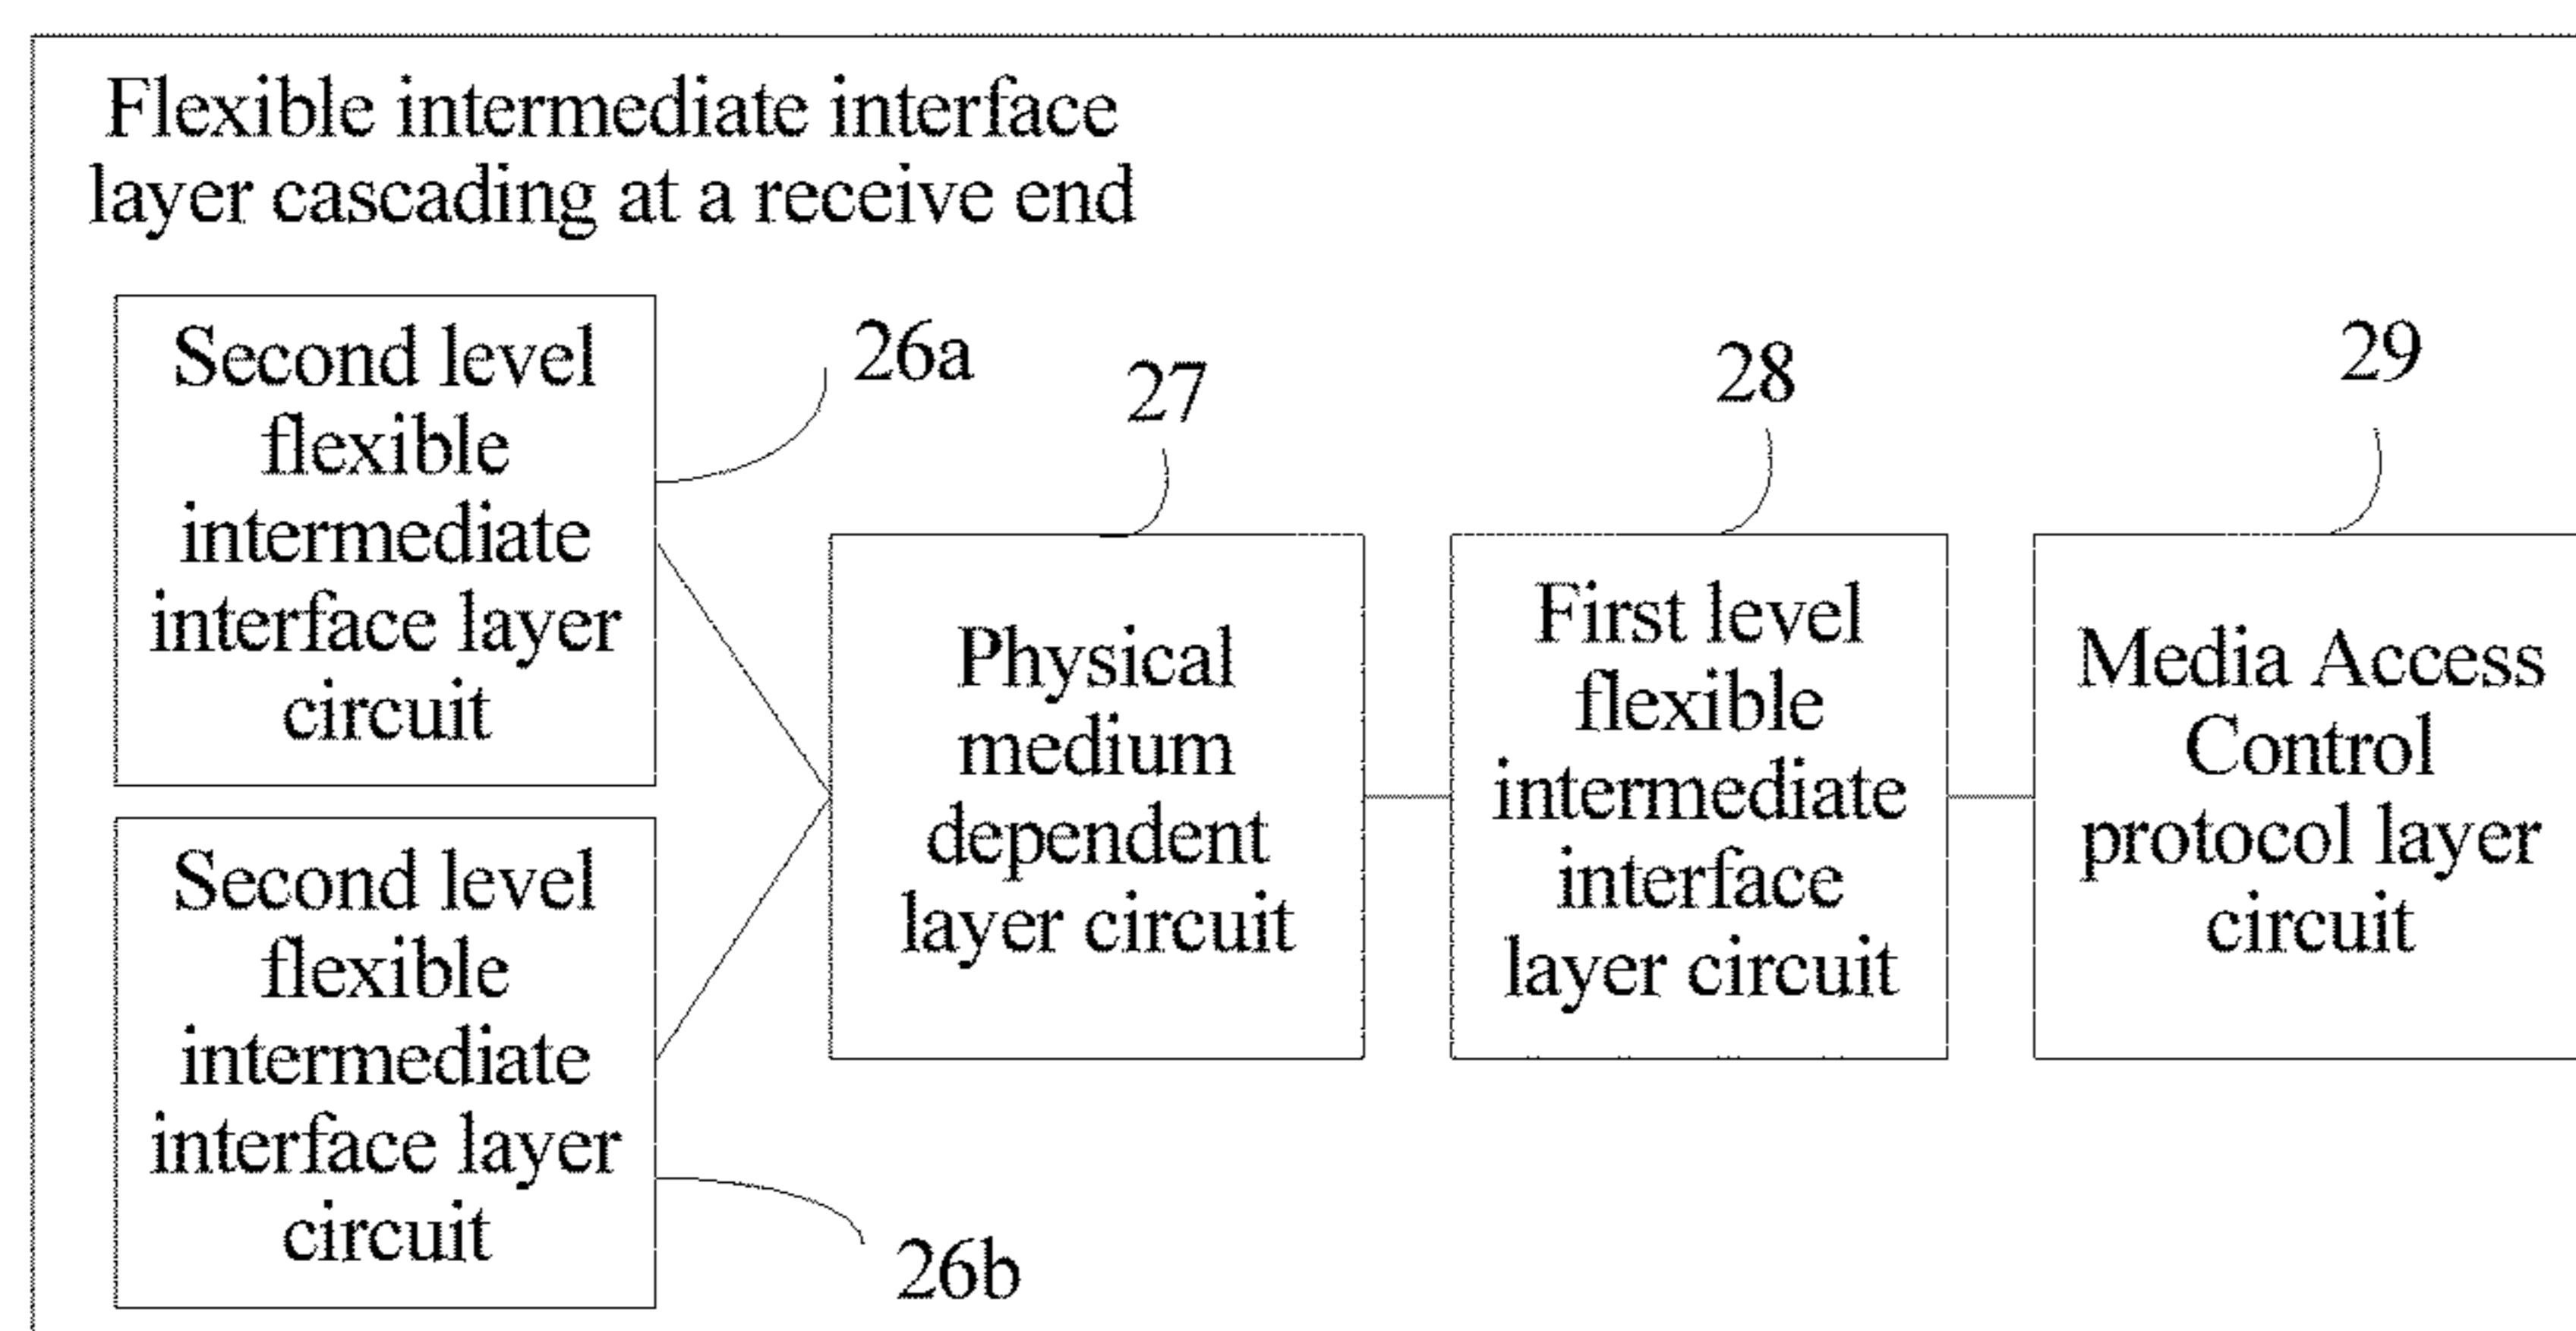 Flexible intermediate interface
layer cascading at a receive end
Second level
flexible
intermediate
interface layer
circuit
26a
27
28
29
Physical
medium
dependent
layer circuit
First level
flexible
intermediate
interface
layer circuit
Media Access
Control
protocol layer
circuit
Second level
flexible
intermediate
interface layer
circuit
26b